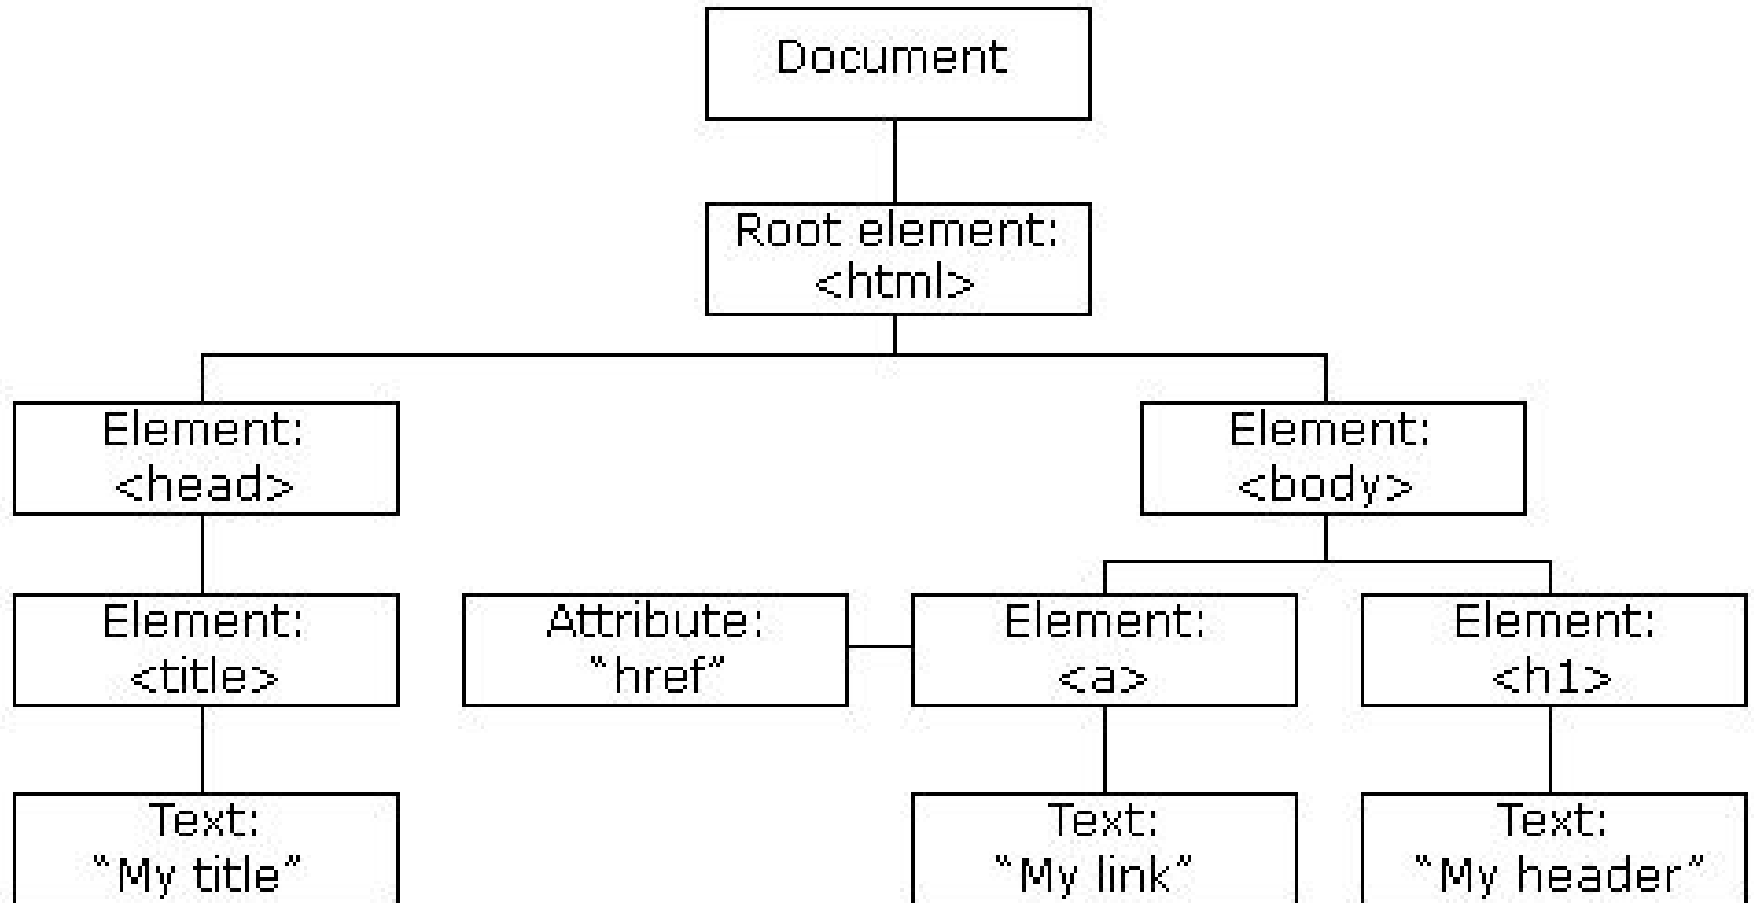 Document
Root element:
<html>
Element:
<head>
Element:
<body>
Element:
<title>
Attribute:
“href”
Element:
<a>
Element:
<h1>
Text:
“My title”
Text:
“My link”
Text:
“My header”